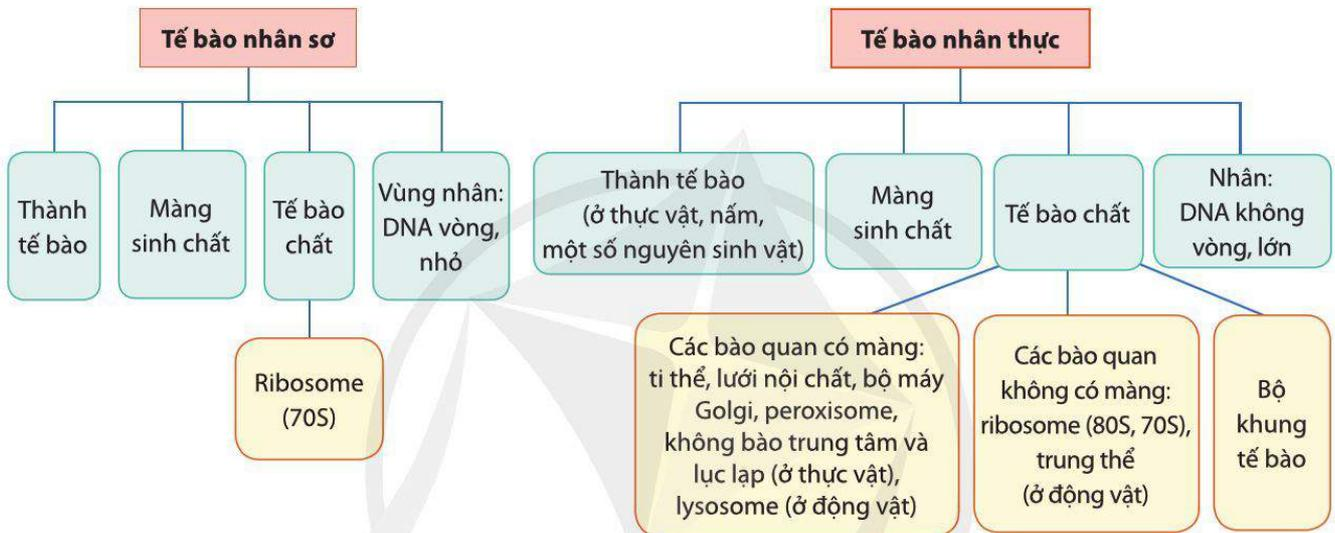 Tế bào nhân sơ
Thành
tế bào
Màng
sinh chất
Tế bào
chất
Vùng nhân:
DNA vòng,
nhỏ
Ribosome
(70S)
Tế bào nhân thực
Thành tế bào
(ở thực vật, nấm,
một số nguyên sinh vật)
Màng
sinh chất
Tế bào chất
Nhân:
DNA không
vòng, lớn
Các bào quan có màng:
ti thể, lưới nội chất, bộ máy
Golgi, peroxisome,
không bào trung tâm và
lục lạp (ở thực vật),
lysosome (ở động vật)
Các bào quan
không có màng:
ribosome (80S, 70S),
trung thể
(ở động vật)
Bộ
khung
tế bào